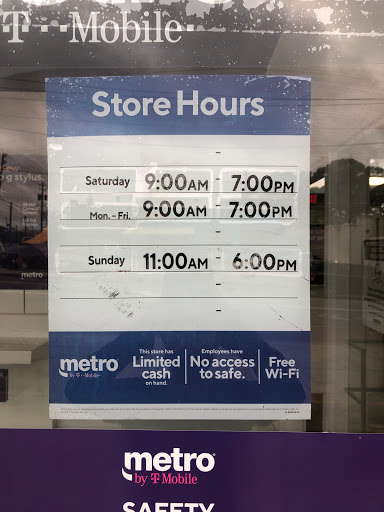 T - Mobile
Store Hours
-
Saturday 9:00AM - 7:00PM
Mon. - Fri. 9:00AM - 7:00PM
-
Sunday 11:00AM - 6:00PM
-
-
g stylus.
metro
metro
by T-Mobile
This store has
Limited
cash
on hand.
Employees have
No access
to safe.
Free
Wi-Fi
metro
by T Mobile
SAFETY